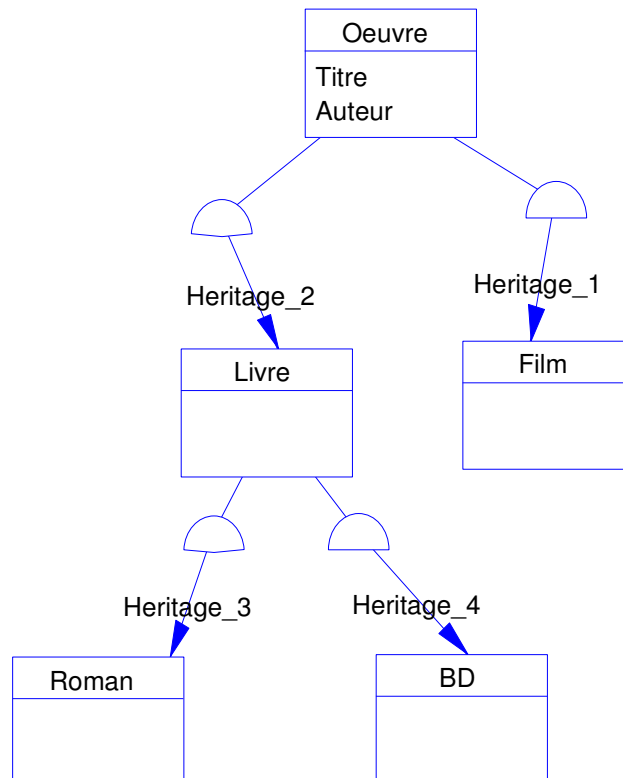 Oeuvre
Titre
Auteur
Heritage_2
Heritage_1
Livre
Film
Heritage_3
Heritage_4
Roman
BD